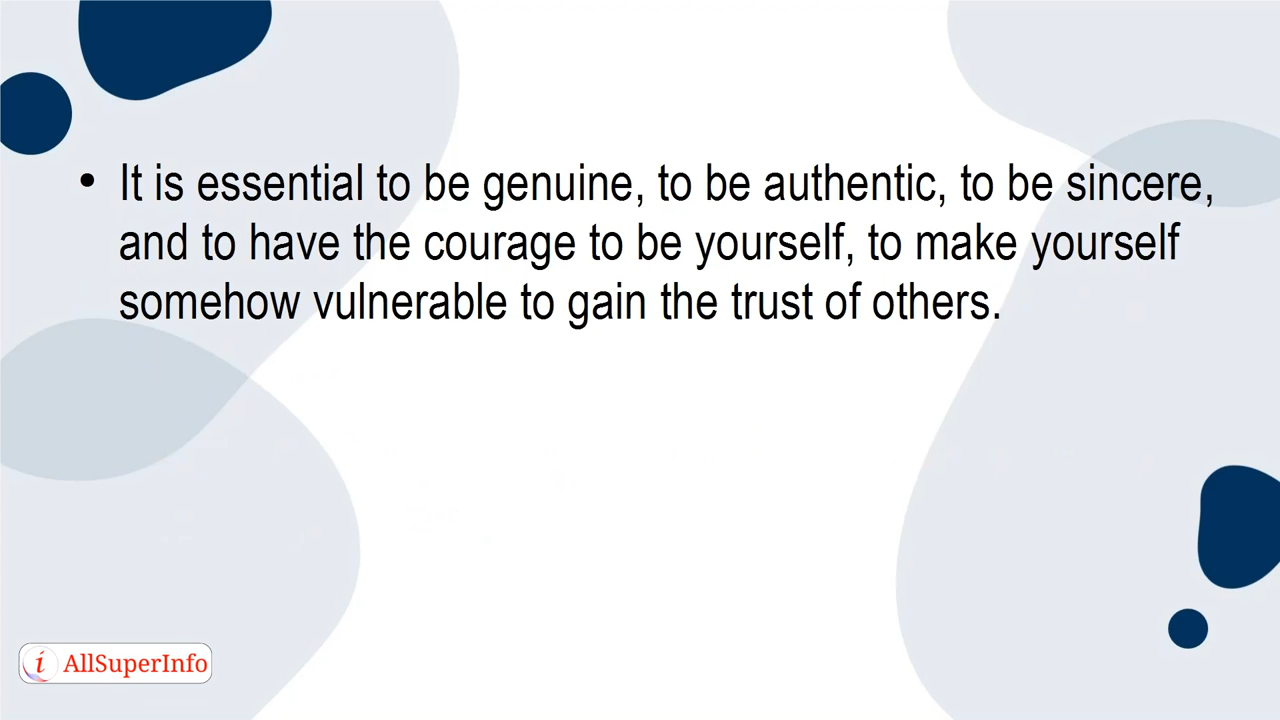 • It is essential to be genuine, to be authentic, to be sincere,
and to have the courage to be yourself, to make yourself
somehow vulnerable to gain the trust of others.
i AllSuperInfo